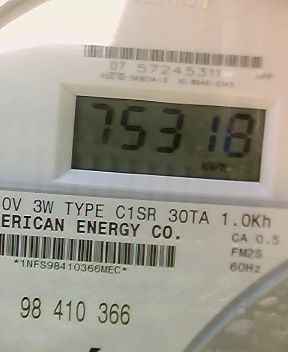 07 57245311
75318
KWH
0V 3W TYPE C1SR 30TA 1.0Kh
ERICAN ENERGY CO.
CA 0.5
FM2S
60Hz
*1NFS98410366MEC*
98 410 366